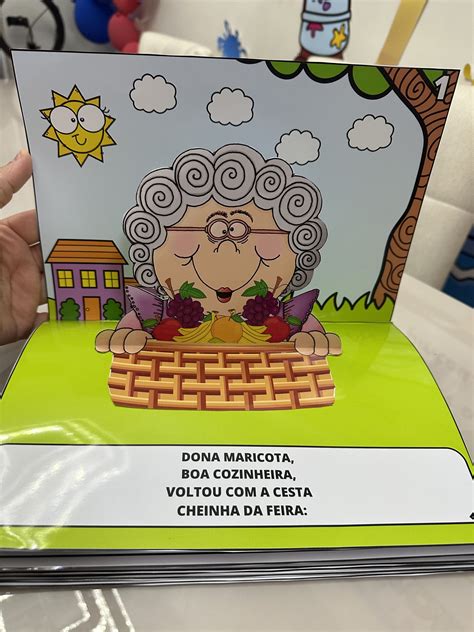 1
DONA MARICOTA,
BOA COZINHEIRA,
VOLTOU COM A CESTA
CHEINHA DA FEIRA: